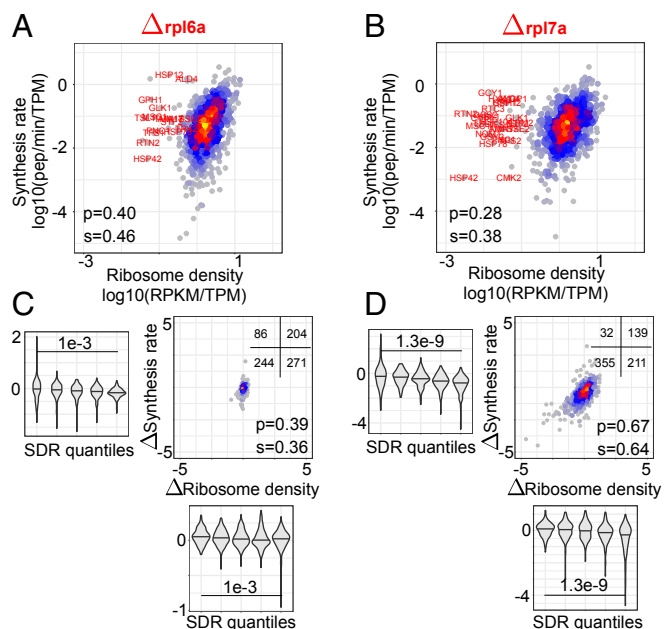 A
Δrpl6a
B
Δrpl7a
Synthesis rate
log10(pep/min/TPM)
0
-2
-4
HSP12
ALD4
GPH1
GLK1
RTN2
HSP42
p=0.40
s=0.46
-3
1
Ribosome density
log10(RPKM/TPM)
Synthesis rate
log10(pep/min/TPM)
0
-2
-4
GCY1
RTC3
GLK1
HSP42
CMK2
p=0.28
s=0.38
-3
1
Ribosome density
log10(RPKM/TPM)
C
2
0
1e-3
SDR quantiles
ΔSynthesis rate
5
-5
86
204
244
271
p=0.39
s=0.36
-5
5
ΔRibosome density
0
-1
1e-3
SDR quantiles
D
0
-4
1.3e-9
SDR quantiles
ΔSynthesis rate
5
-5
32
139
355
211
p=0.67
s=0.64
-5
5
ΔRibosome density
0
-4
1.3e-9
SDR quantiles